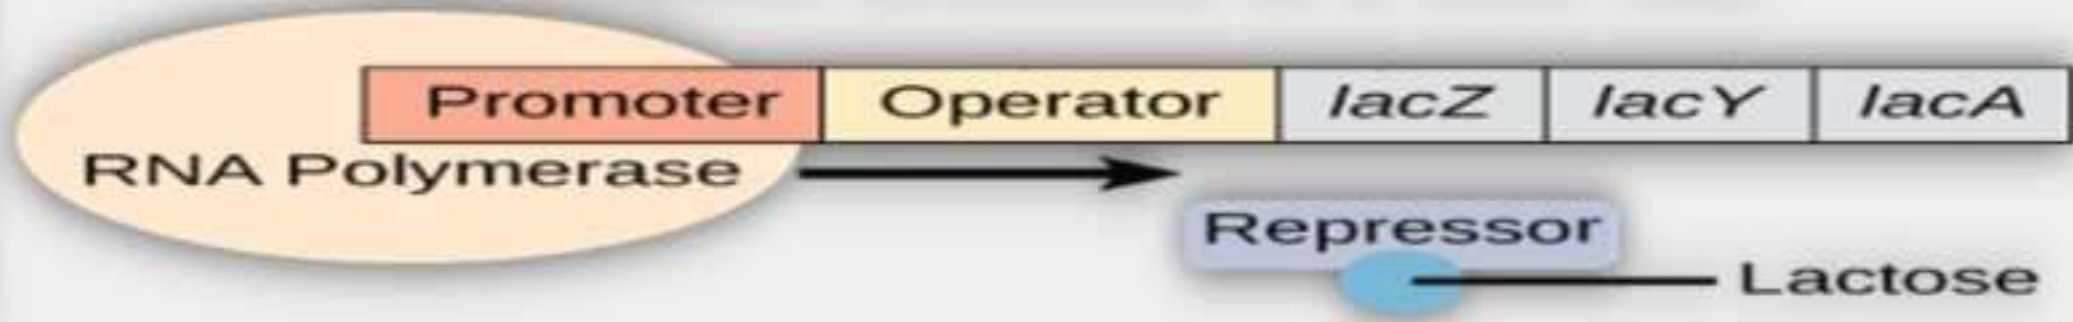 Promoter Operator lacZ lacY lacA
RNA Polymerase
Repressor
Lactose